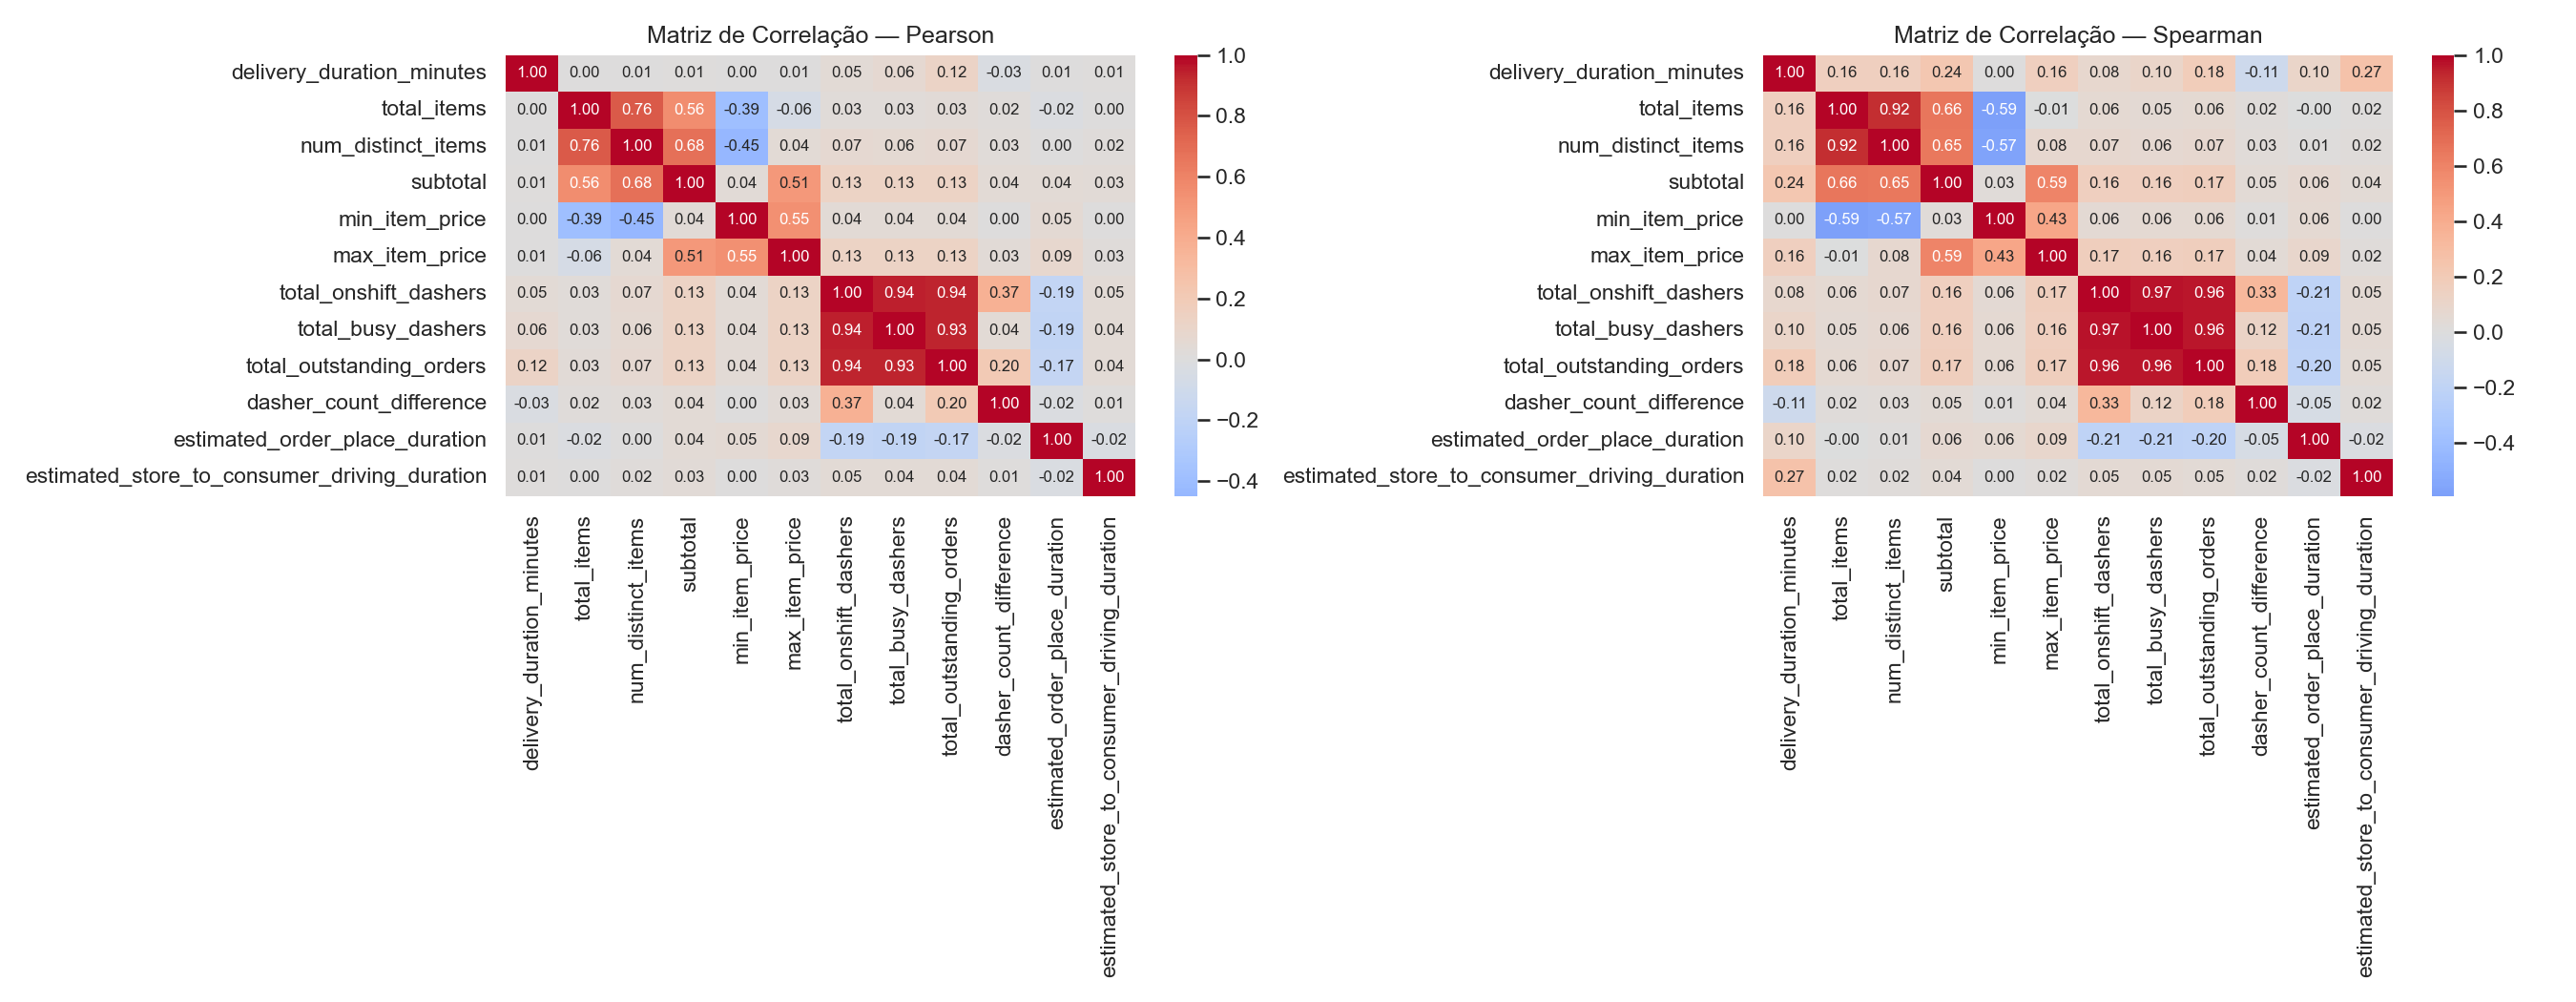 Matriz de Correlação — Pearson
delivery_duration_minutes 1.00 0.00 0.01 0.01 0.00 0.01 0.05 0.06 0.12 -0.03 0.01 0.01
total_items 0.00 1.00 0.76 0.56 -0.39 -0.06 0.03 0.03 0.03 0.02 -0.02 0.00
num_distinct_items 0.01 0.76 1.00 0.68 -0.45 0.04 0.07 0.06 0.07 0.03 0.00 0.02
subtotal 0.01 0.56 0.68 1.00 0.04 0.51 0.13 0.13 0.13 0.04 0.04 0.03
min_item_price 0.00 -0.39 -0.45 0.04 1.00 0.55 0.04 0.04 0.04 0.00 0.05 0.00
max_item_price 0.01 -0.06 0.04 0.51 0.55 1.00 0.13 0.13 0.13 0.03 0.09 0.03
total_onshift_dashers 0.05 0.03 0.07 0.13 0.04 0.13 1.00 0.94 0.94 0.37 -0.19 0.05
total_busy_dashers 0.06 0.03 0.06 0.13 0.04 0.13 0.94 1.00 0.93 0.04 -0.19 0.04
total_outstanding_orders 0.12 0.03 0.07 0.13 0.04 0.13 0.94 0.93 1.00 0.20 -0.17 0.04
dasher_count_difference -0.03 0.02 0.03 0.04 0.00 0.03 0.37 0.04 0.20 1.00 -0.02 0.01
estimated_order_place_duration 0.01 -0.02 0.00 0.04 0.05 0.09 -0.19 -0.19 -0.17 -0.02 1.00 -0.02
estimated_store_to_consumer_driving_duration 0.01 0.00 0.02 0.03 0.00 0.03 0.05 0.04 0.04 0.01 -0.02 1.00
delivery_duration_minutes
total_items
num_distinct_items
subtotal
min_item_price
max_item_price
total_onshift_dashers
total_busy_dashers
total_outstanding_orders
dasher_count_difference
estimated_order_place_duration
estimated_store_to_consumer_driving_duration
1.0
0.8
0.6
0.4
0.2
0.0
−0.2
−0.4
Matriz de Correlação — Spearman
delivery_duration_minutes 1.00 0.16 0.16 0.24 0.00 0.16 0.08 0.10 0.18 -0.11 0.10 0.27
total_items 0.16 1.00 0.92 0.66 -0.59 -0.01 0.06 0.05 0.06 0.02 -0.00 0.02
num_distinct_items 0.16 0.92 1.00 0.65 -0.57 0.08 0.07 0.06 0.07 0.03 0.01 0.02
subtotal 0.24 0.66 0.65 1.00 0.03 0.59 0.16 0.16 0.17 0.05 0.06 0.04
min_item_price 0.00 -0.59 -0.57 0.03 1.00 0.43 0.06 0.06 0.06 0.01 0.06 0.00
max_item_price 0.16 -0.01 0.08 0.59 0.43 1.00 0.17 0.16 0.17 0.04 0.09 0.02
total_onshift_dashers 0.08 0.06 0.07 0.16 0.06 0.17 1.00 0.97 0.96 0.33 -0.21 0.05
total_busy_dashers 0.10 0.05 0.06 0.16 0.06 0.16 0.97 1.00 0.96 0.12 -0.21 0.05
total_outstanding_orders 0.18 0.06 0.07 0.17 0.06 0.17 0.96 0.96 1.00 0.18 -0.20 0.05
dasher_count_difference -0.11 0.02 0.03 0.05 0.01 0.04 0.33 0.12 0.18 1.00 -0.05 0.02
estimated_order_place_duration 0.10 -0.00 0.01 0.06 0.06 0.09 -0.21 -0.21 -0.20 -0.05 1.00 -0.02
estimated_store_to_consumer_driving_duration 0.27 0.02 0.02 0.04 0.00 0.02 0.05 0.05 0.05 0.02 -0.02 1.00
delivery_duration_minutes
total_items
num_distinct_items
subtotal
min_item_price
max_item_price
total_onshift_dashers
total_busy_dashers
total_outstanding_orders
dasher_count_difference
estimated_order_place_duration
estimated_store_to_consumer_driving_duration
1.0
0.8
0.6
0.4
0.2
0.0
−0.2
−0.4